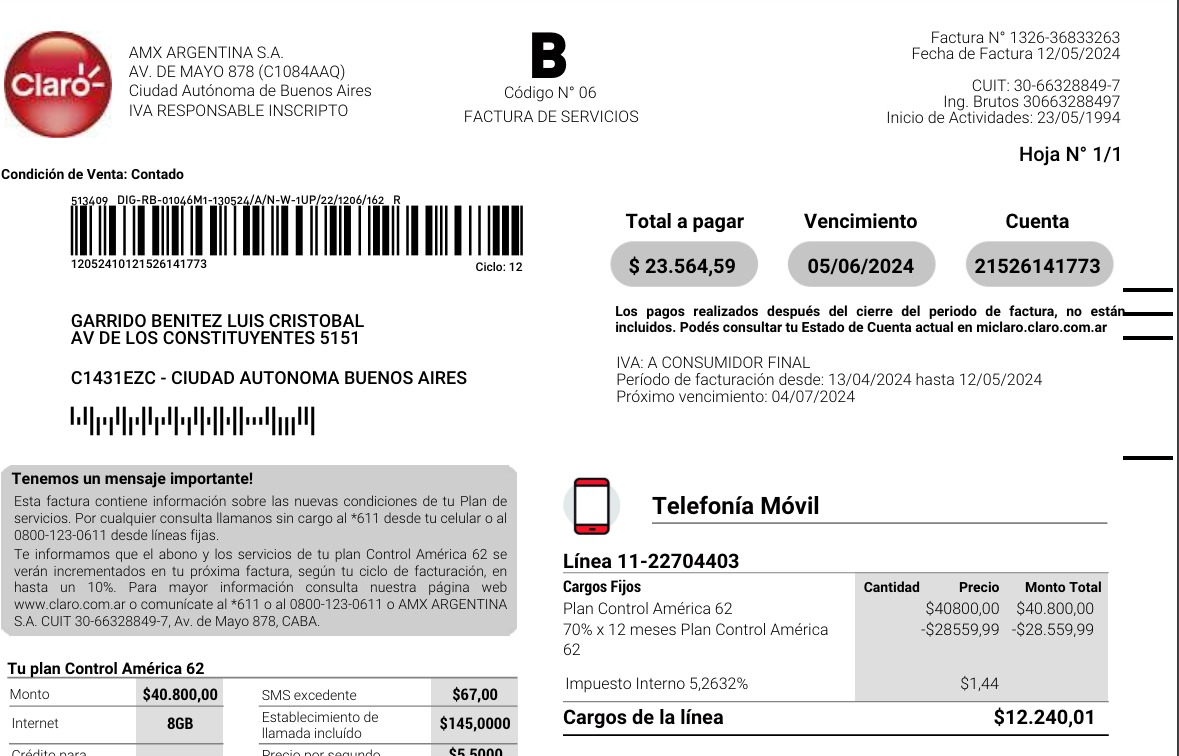 Claro
AMX ARGENTINA S.A.
AV. DE MAYO 878 (C1084AAQ)
Ciudad Autónoma de Buenos Aires
IVA RESPONSABLE INSCRIPTO
B
Código N° 06
FACTURA DE SERVICIOS
Factura N° 1326-36833263
Fecha de Factura 12/05/2024
CUIT: 30-66328849-7
Ing. Brutos 30663288497
Inicio de Actividades: 23/05/1994
Hoja N° 1/1
Condición de Venta: Contado
513409 DIG-RB-01046M1-130524/A/N-W-1UP/22/1206/162 R
12052410121526141773
Ciclo: 12
Total a pagar Vencimiento Cuenta
$ 23.564,59 05/06/2024 21526141773
Los pagos realizados después del cierre del periodo de factura, no están
incluidos. Podés consultar tu Estado de Cuenta actual en miclaro.claro.com.ar
GARRIDO BENITEZ LUIS CRISTOBAL
AV DE LOS CONSTITUYENTES 5151
C1431EZC - CIUDAD AUTONOMA BUENOS AIRES
IVA: A CONSUMIDOR FINAL
Período de facturación desde: 13/04/2024 hasta 12/05/2024
Próximo vencimiento: 04/07/2024
Tenemos un mensaje importante!
Esta factura contiene información sobre las nuevas condiciones de tu Plan de
servicios. Por cualquier consulta llamanos sin cargo al *611 desde tu celular o al
0800-123-0611 desde líneas fijas.
Te informamos que el abono y los servicios de tu plan Control América 62 se
verán incrementados en tu próxima factura, según tu ciclo de facturación, en
hasta un 10%. Para mayor información consulta nuestra página web
www.claro.com.ar o comunícate al *611 o al 0800-123-0611 o AMX ARGENTINA
S.A. CUIT 30-66328849-7, Av. de Mayo 878, CABA.
Tu plan Control América 62
Monto $40.800,00 SMS excedente $67,00
Internet 8GB Establecimiento de
llamada incluído $145,0000
Crédito para Precio por segundo $5,5000
Telefonía Móvil
Línea 11-22704403
Cargos Fijos Cantidad Precio Monto Total
Plan Control América 62 $40800,00 $40.800,00
70% x 12 meses Plan Control América -$28559,99 -$28.559,99
62
Impuesto Interno 5,2632% $1,44
Cargos de la línea $12.240,01